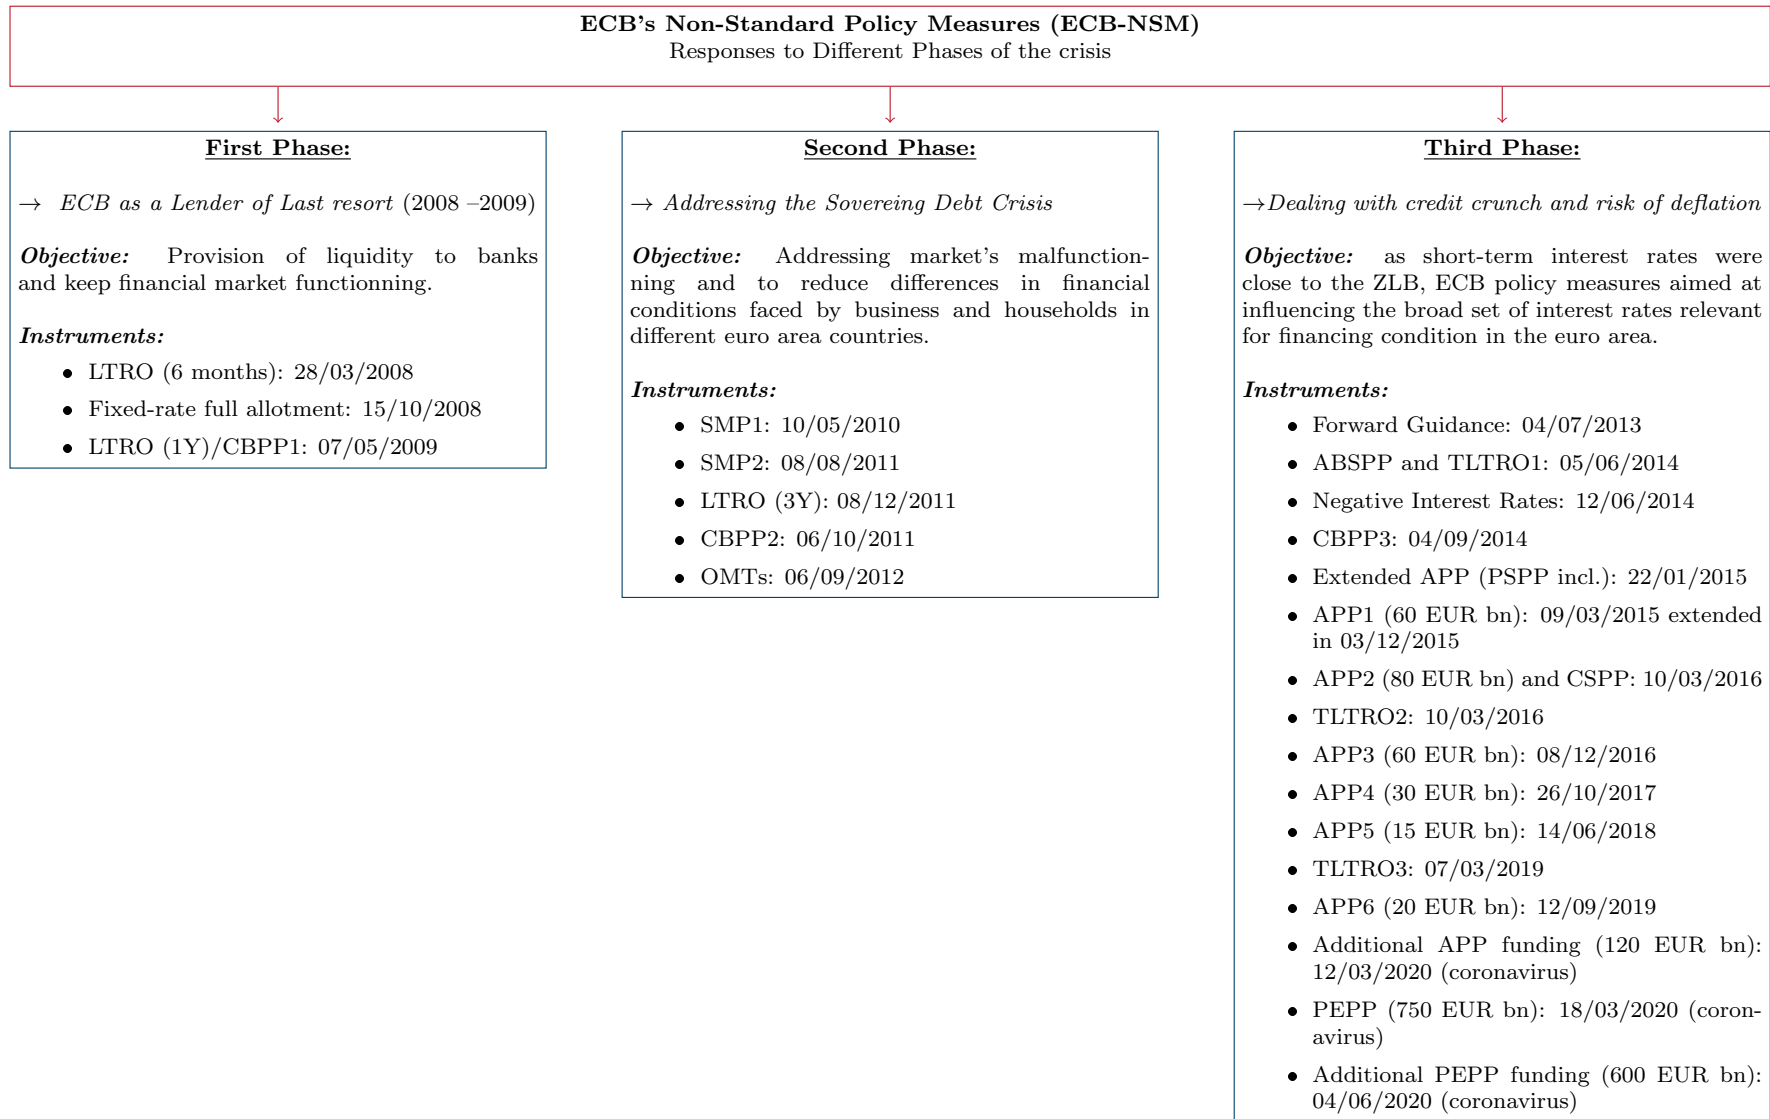 ECB's Non-Standard Policy Measures (ECB-NSM)
Responses to Different Phases of the crisis
First Phase:
→ ECB as a Lender of Last resort (2008 –2009)
Objective: Provision of liquidity to banks
and keep financial market functionning.
Instruments:
• LTRO (6 months): 28/03/2008
• Fixed-rate full allotment: 15/10/2008
• LTRO (1Y)/CBPP1: 07/05/2009
Second Phase:
→ Addressing the Sovereing Debt Crisis
Objective: Addressing market's malfunction-
ning and to reduce differences in financial
conditions faced by business and households in
different euro area countries.
Instruments:
• SMP1: 10/05/2010
• SMP2: 08/08/2011
• LTRO (3Y): 08/12/2011
• CBPP2: 06/10/2011
• OMTs: 06/09/2012
Third Phase:
→Dealing with credit crunch and risk of deflation
Objective: as short-term interest rates were
close to the ZLB, ECB policy measures aimed at
influencing the broad set of interest rates relevant
for financing condition in the euro area.
Instruments:
• Forward Guidance: 04/07/2013
• ABSPP and TLTRO1: 05/06/2014
• Negative Interest Rates: 12/06/2014
• CBPP3: 04/09/2014
• Extended APP (PSPP incl.): 22/01/2015
• APP1 (60 EUR bn): 09/03/2015 extended
in 03/12/2015
• APP2 (80 EUR bn) and CSPP: 10/03/2016
• TLTRO2: 10/03/2016
• APP3 (60 EUR bn): 08/12/2016
• APP4 (30 EUR bn): 26/10/2017
• APP5 (15 EUR bn): 14/06/2018
• TLTRO3: 07/03/2019
• APP6 (20 EUR bn): 12/09/2019
• Additional APP funding (120 EUR bn):
12/03/2020 (coronavirus)
• PEPP (750 EUR bn): 18/03/2020 (coron-
avirus)
• Additional PEPP funding (600 EUR bn):
04/06/2020 (coronavirus)